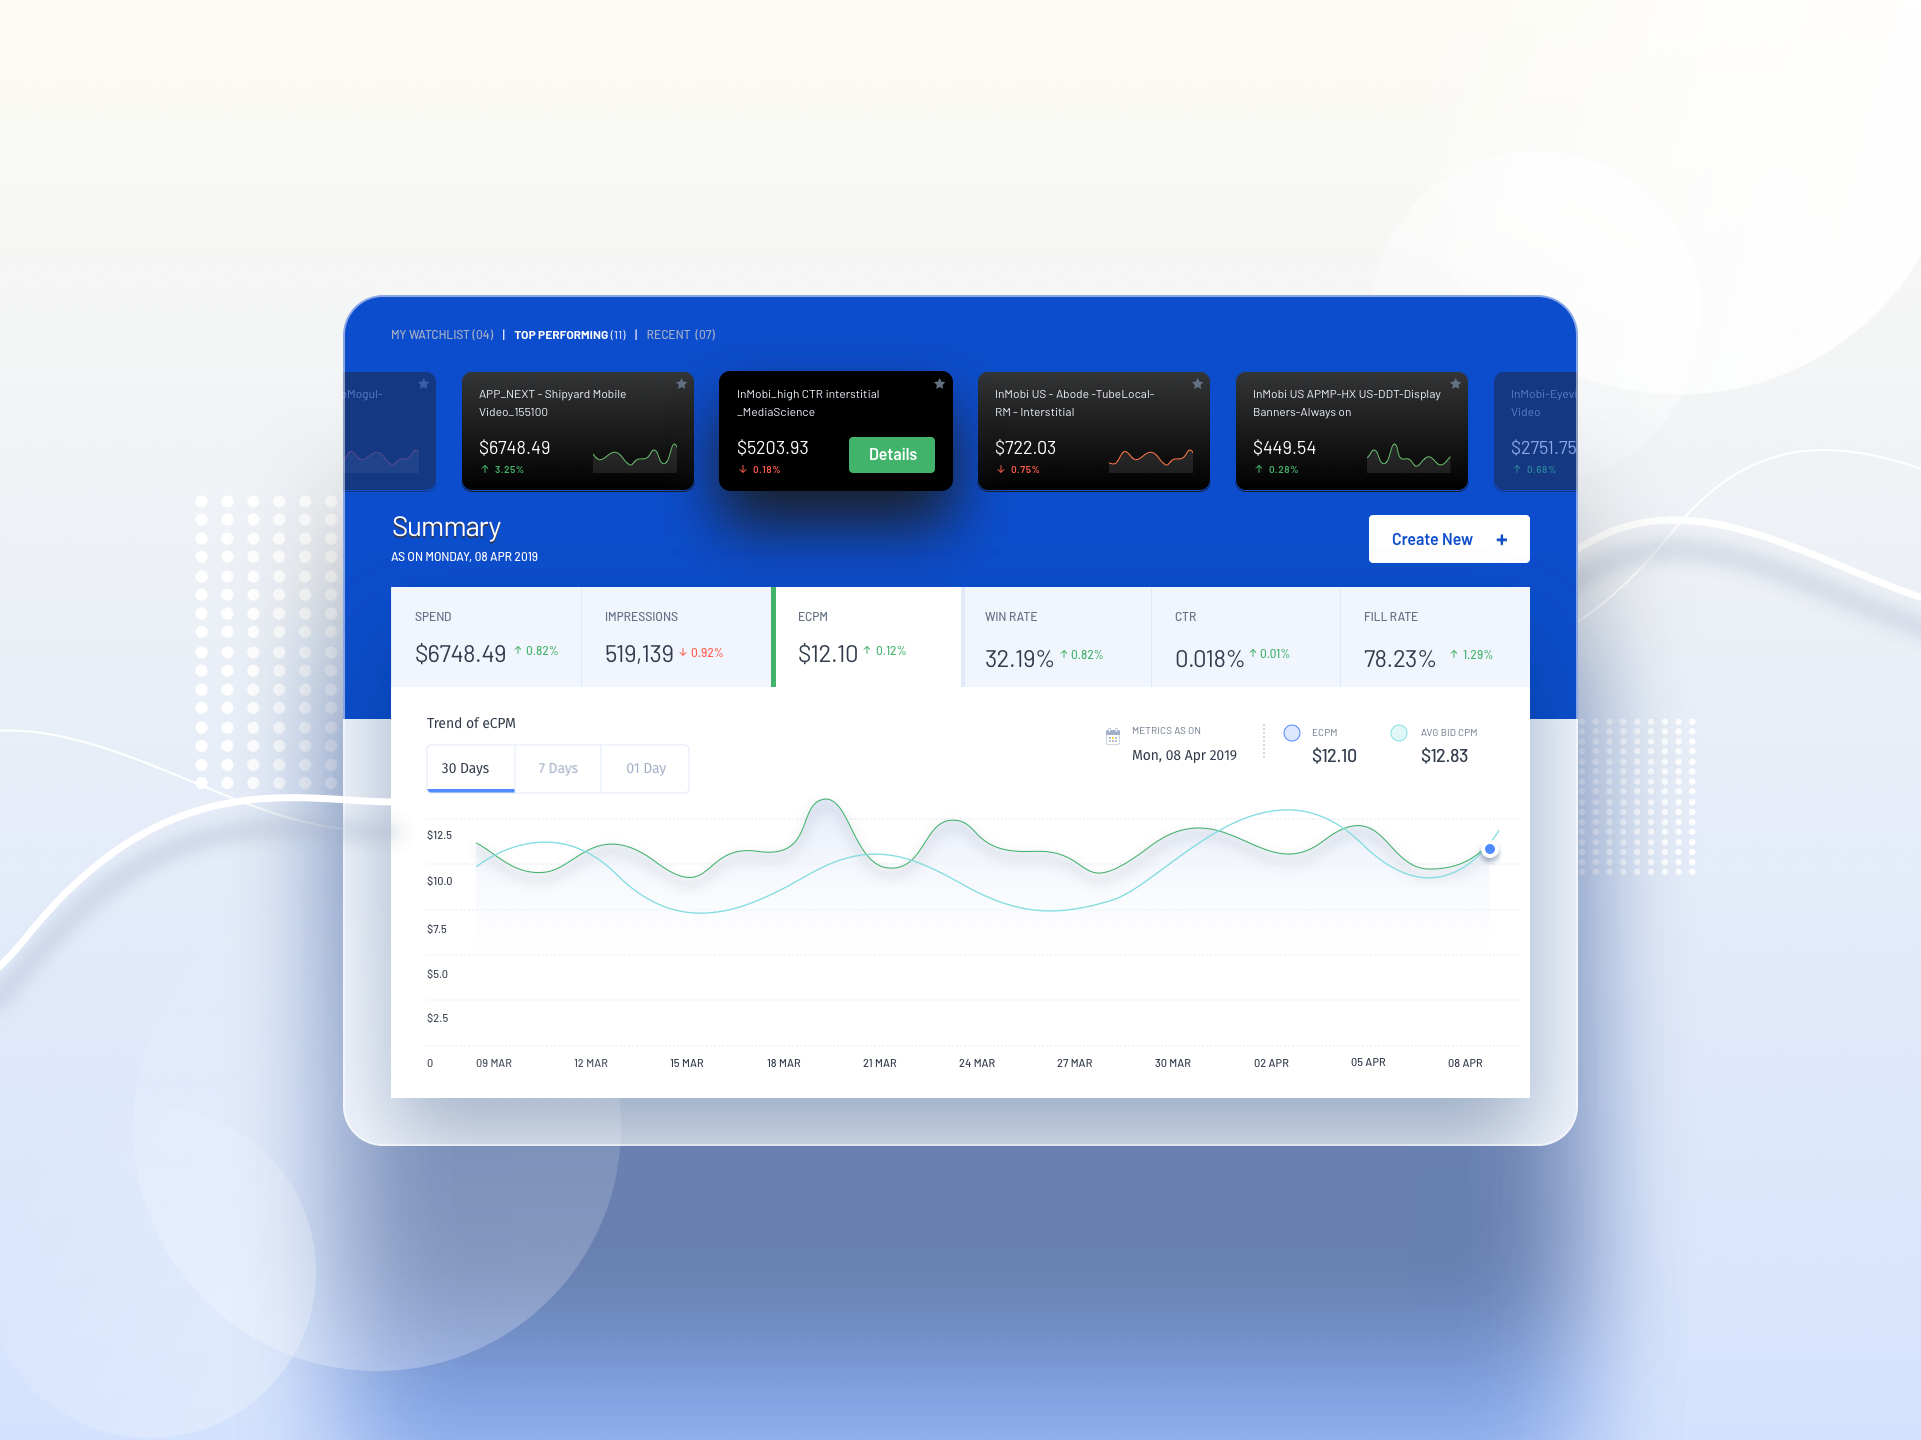 MY WATCHLIST (04) | TOP PERFORMING (11) | RECENT (07)
eMogul-
APP_NEXT - Shipyard Mobile
Video_155100
$6748.49
↑ 3.25%
InMobi_high CTR interstitial
_MediaScience
$5203.93
↓ 0.18%
Details
InMobi US - Abode -TubeLocal-
RM - Interstitial
$722.03
↓ 0.75%
InMobi US APMP-HX US-DDT-Display
Banners-Always on
$449.54
↑ 0.28%
InMobi-Eyevi
Video
$2751.75
↑ 0.68%
Summary
AS ON MONDAY, 08 APR 2019
Create New +
SPEND
$6748.49 ↑ 0.82%
IMPRESSIONS
519,139 ↓ 0.92%
ECPM
$12.10 ↑ 0.12%
WIN RATE
32.19% ↑ 0.82%
CTR
0.018% ↑ 0.01%
FILL RATE
78.23% ↑ 1.29%
Trend of eCPM
30 Days
7 Days
01 Day
METRICS AS ON
Mon, 08 Apr 2019
ECPM
$12.10
AVG BID CPM
$12.83
$12.5
$10.0
$7.5
$5.0
$2.5
0
09 MAR
12 MAR
15 MAR
18 MAR
21 MAR
24 MAR
27 MAR
30 MAR
02 APR
05 APR
08 APR